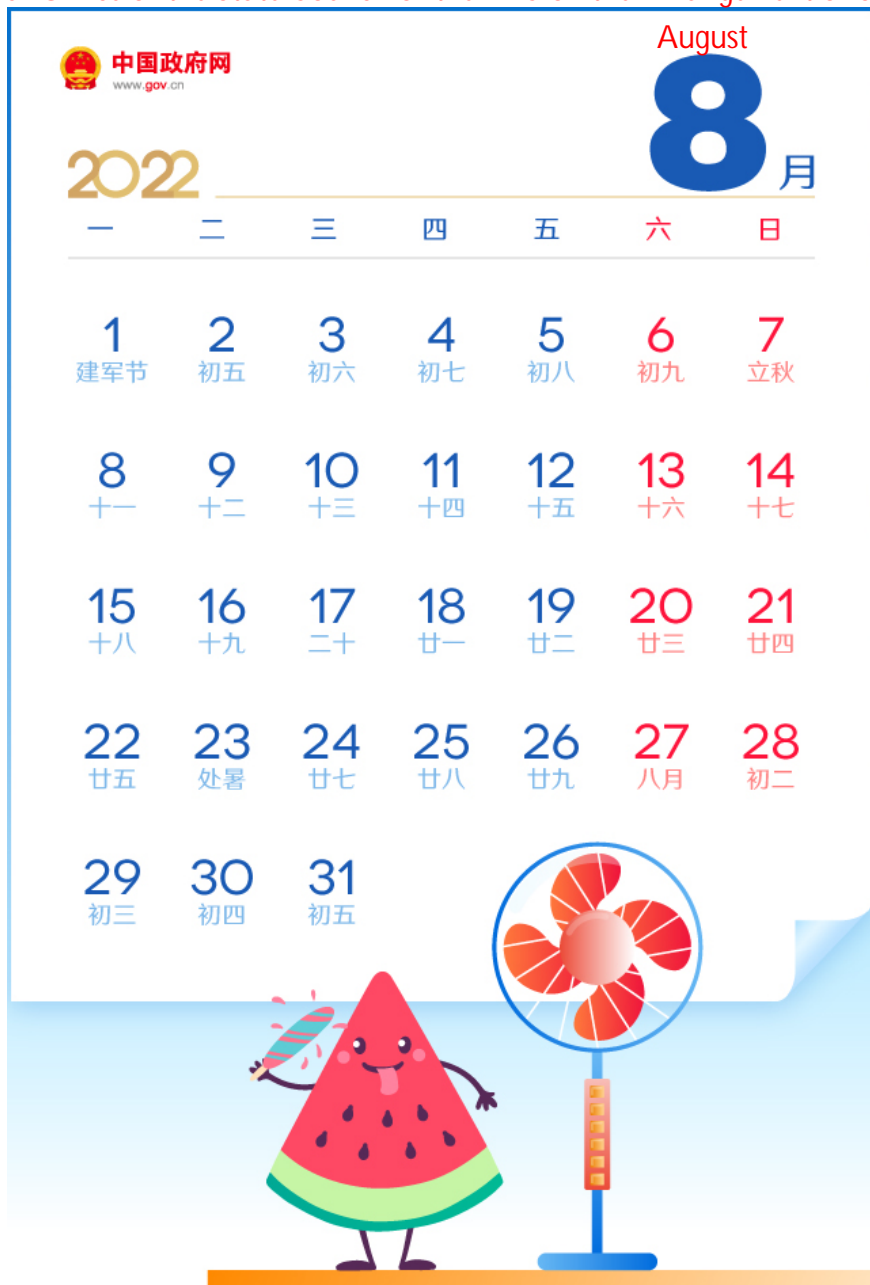 August
中国政府网
www.gov.cn
8月
2022
一 二 三 四 五 六 日
1 2 3 4 5 6 7
建军节 初五 初六 初七 初八 初九 立秋
8 9 10 11 12 13 14
十一 十二 十三 十四 十五 十六 十七
15 16 17 18 19 20 21
十八 十九 二十 廿一 廿二 廿三 廿四
22 23 24 25 26 27 28
廿五 处暑 廿七 廿八 廿九 八月 初二
29 30 31
初三 初四 初五